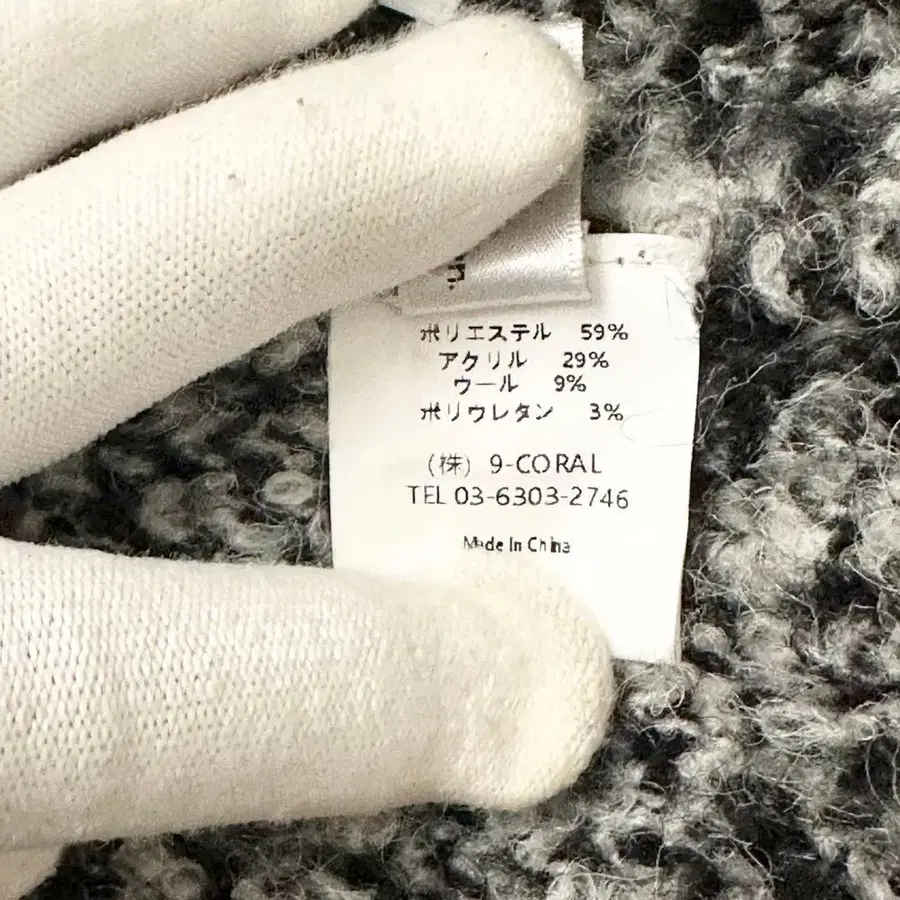 ポリエステル 59%
アクリル 29%
ウール 9%
ポリウレタン 3%
(株) 9-CORAL
TEL 03-6303-2746
Made In China